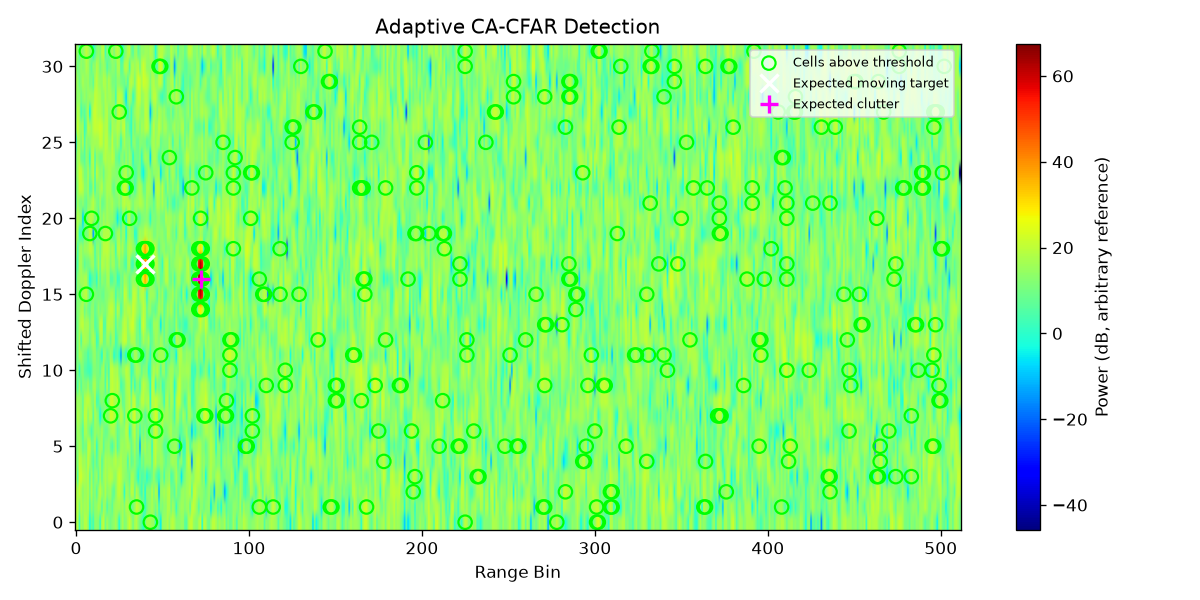 Adaptive CA-CFAR Detection
Cells above threshold
Expected moving target
Expected clutter
Shifted Doppler Index
30
25
20
15
10
5
0
0 100 200 300 400 500
Range Bin
60
40
20
0
−20
−40
Power (dB, arbitrary reference)